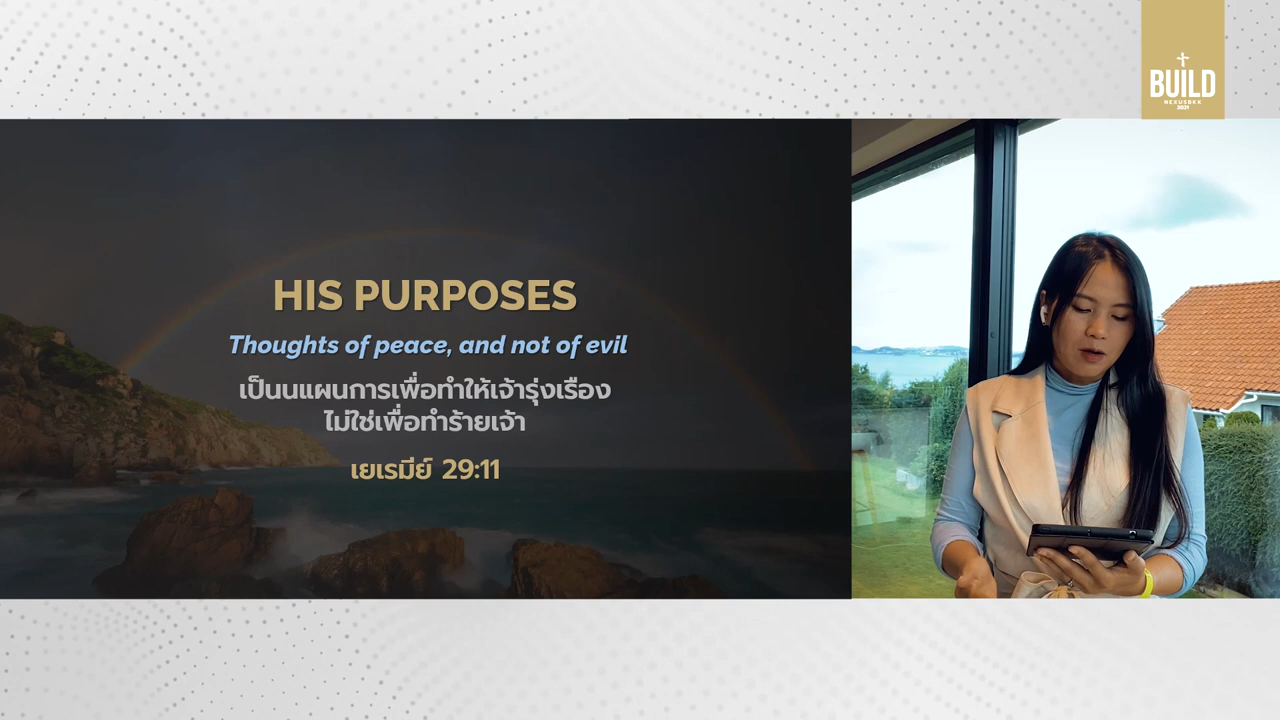 BUILD
NEXUSBKK
2021
HIS PURPOSES
Thoughts of peace, and not of evil
เป็นนแผนการเพื่อทำให้เจ้ารุ่งเรือง
ไม่ใช่เพื่อทำร้ายเจ้า
เยเรมีย์ 29:11